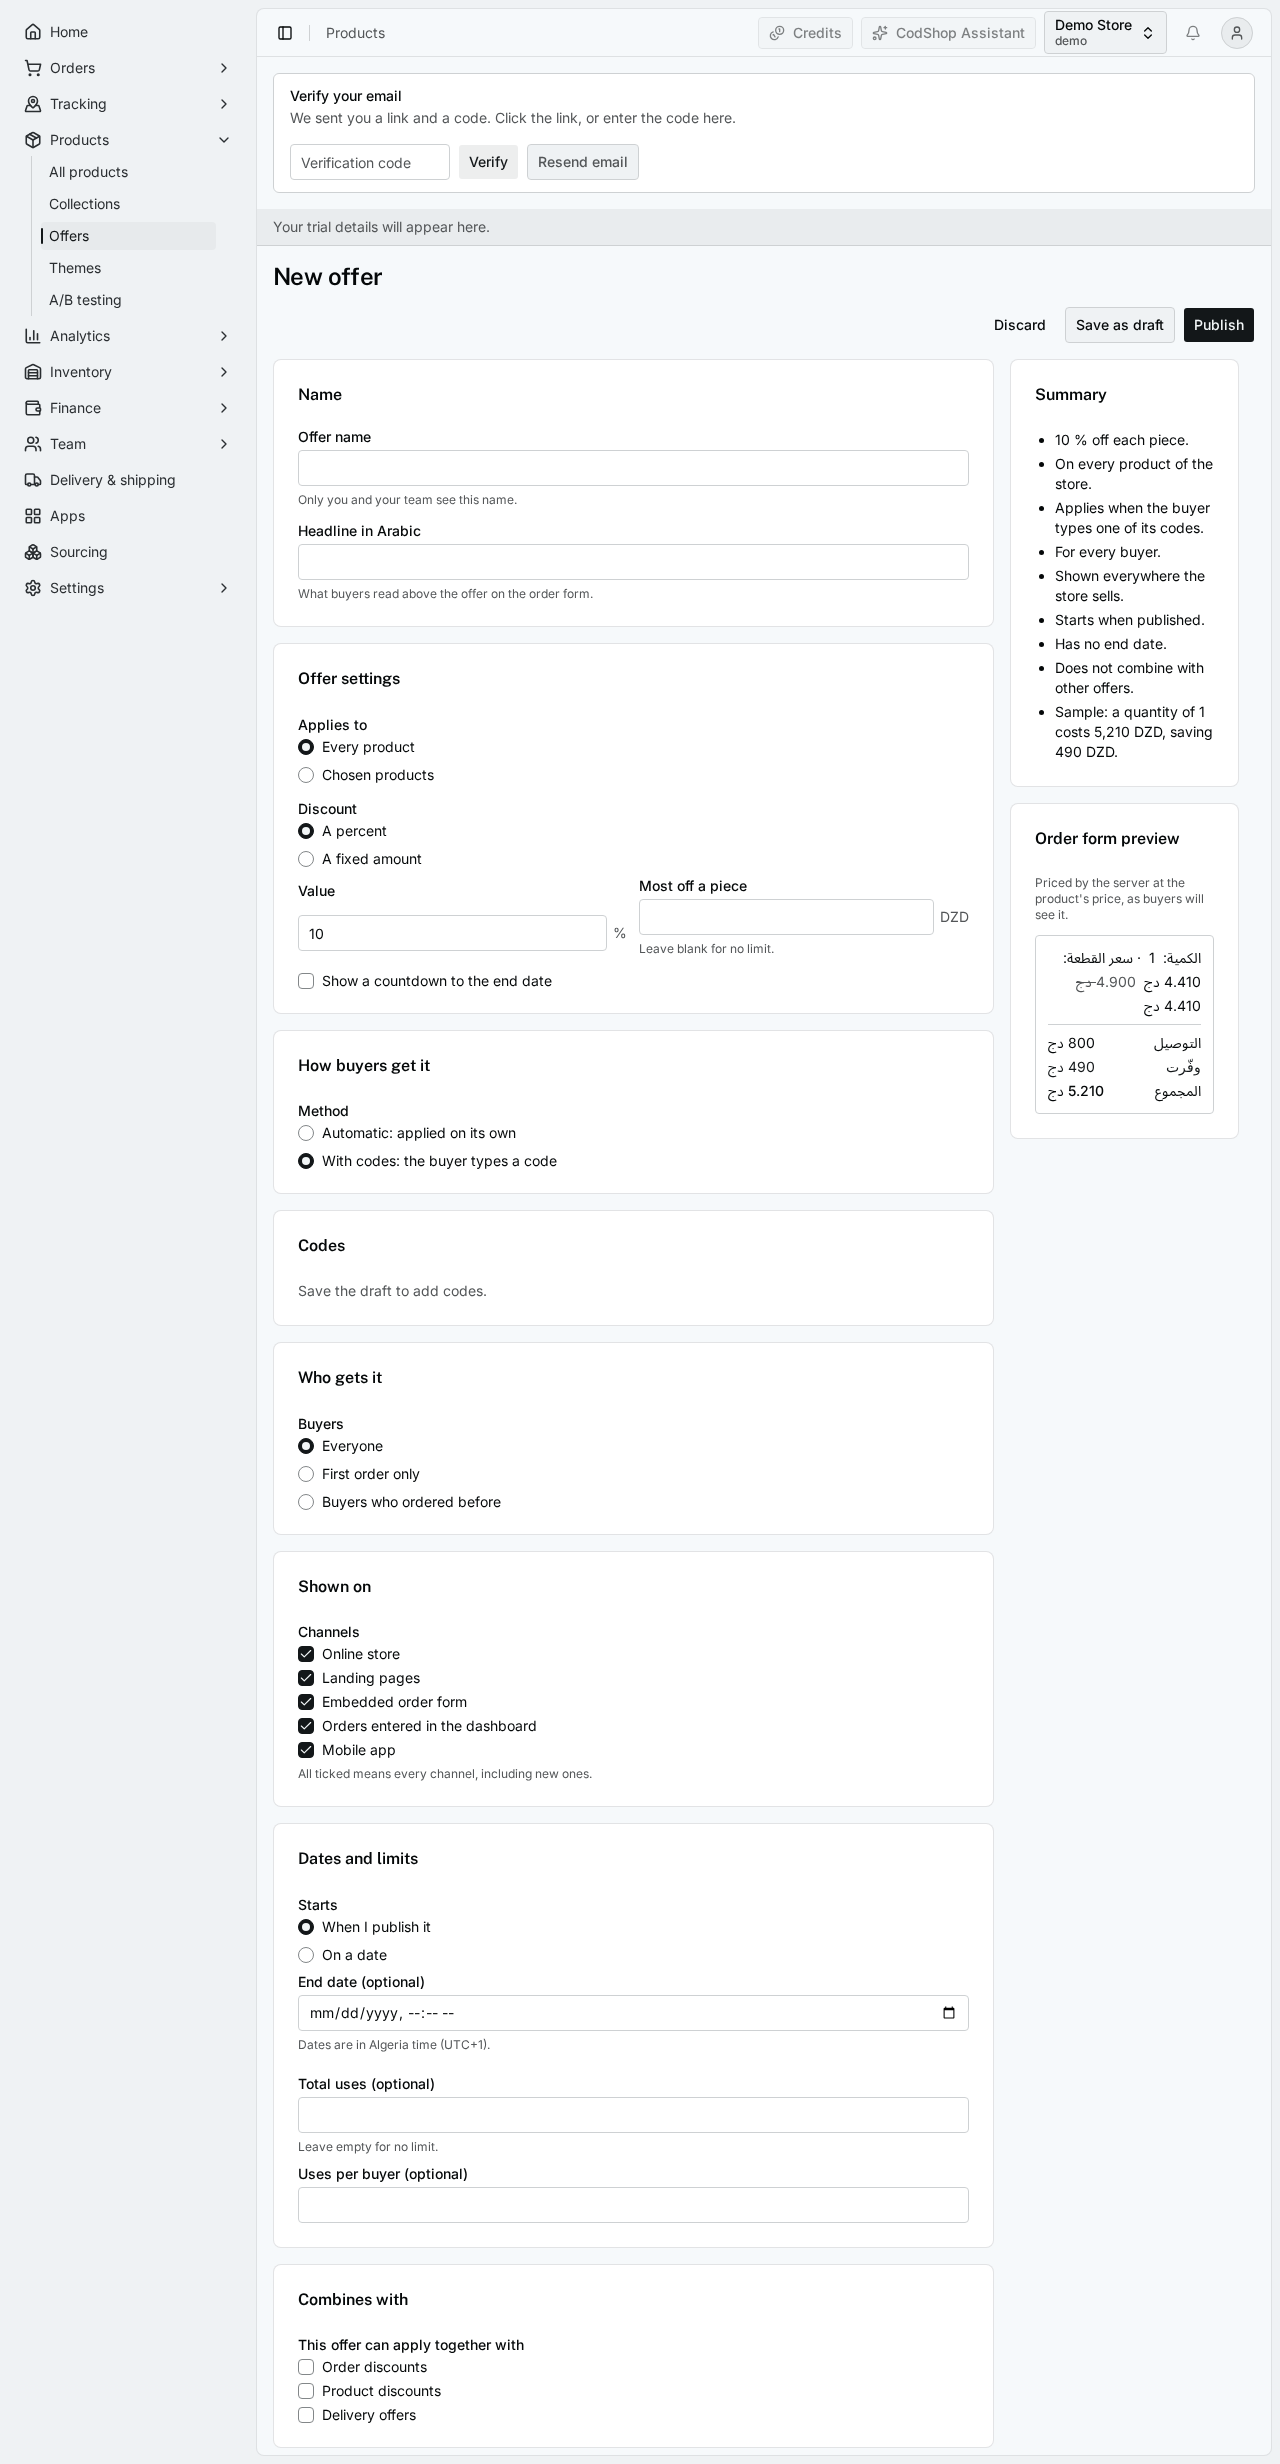 Home
Orders
Tracking
Products
All products
Collections
Offers
Themes
A/B testing
Analytics
Inventory
Finance
Team
Delivery & shipping
Apps
Sourcing
Settings
Products
Credits
CodShop Assistant
Demo Store
demo
Verify your email
We sent you a link and a code. Click the link, or enter the code here.
Verification code
Verify
Resend email
Your trial details will appear here.
New offer
Discard
Save as draft
Publish
Name
Offer name
Only you and your team see this name.
Headline in Arabic
What buyers read above the offer on the order form.
Offer settings
Applies to
Every product
Chosen products
Discount
A percent
A fixed amount
Value
10 %
Most off a piece
DZD
Leave blank for no limit.
Show a countdown to the end date
How buyers get it
Method
Automatic: applied on its own
With codes: the buyer types a code
Codes
Save the draft to add codes.
Who gets it
Buyers
Everyone
First order only
Buyers who ordered before
Shown on
Channels
Online store
Landing pages
Embedded order form
Orders entered in the dashboard
Mobile app
All ticked means every channel, including new ones.
Dates and limits
Starts
When I publish it
On a date
End date (optional)
mm/dd/yyyy, --:-- --
Dates are in Algeria time (UTC+1).
Total uses (optional)
Leave empty for no limit.
Uses per buyer (optional)
Combines with
This offer can apply together with
Order discounts
Product discounts
Delivery offers
Summary
• 10 % off each piece.
• On every product of the
store.
• Applies when the buyer
types one of its codes.
• For every buyer.
• Shown everywhere the
store sells.
• Starts when published.
• Has no end date.
• Does not combine with
other offers.
• Sample: a quantity of 1
costs 5,210 DZD, saving
490 DZD.
Order form preview
Priced by the server at the
product's price, as buyers will
see it.
الكمية: 1 · سعر القطعة:
4.410 دج 4.900 دج
4.410 دج
التوصيل 800 دج
وفّرت 490 دج
المجموع 5.210 دج